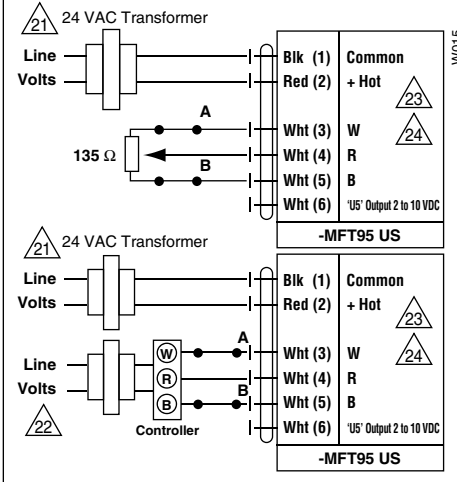 21 24 VAC Transformer
Line
Volts
Blk (1) Common
Red (2) + Hot
23
A
Wht (3) W
24
135 Ω
Wht (4) R
B
Wht (5) B
Wht (6) 'U5' Output 2 to 10 VDC
-MFT95 US
21 24 VAC Transformer
Line
Volts
Blk (1) Common
Red (2) + Hot
23
A
W
Wht (3) W
24
Line
Volts
R
Wht (4) R
B
B
Wht (5) B
22
Controller
Wht (6) 'U5' Output 2 to 10 VDC
-MFT95 US